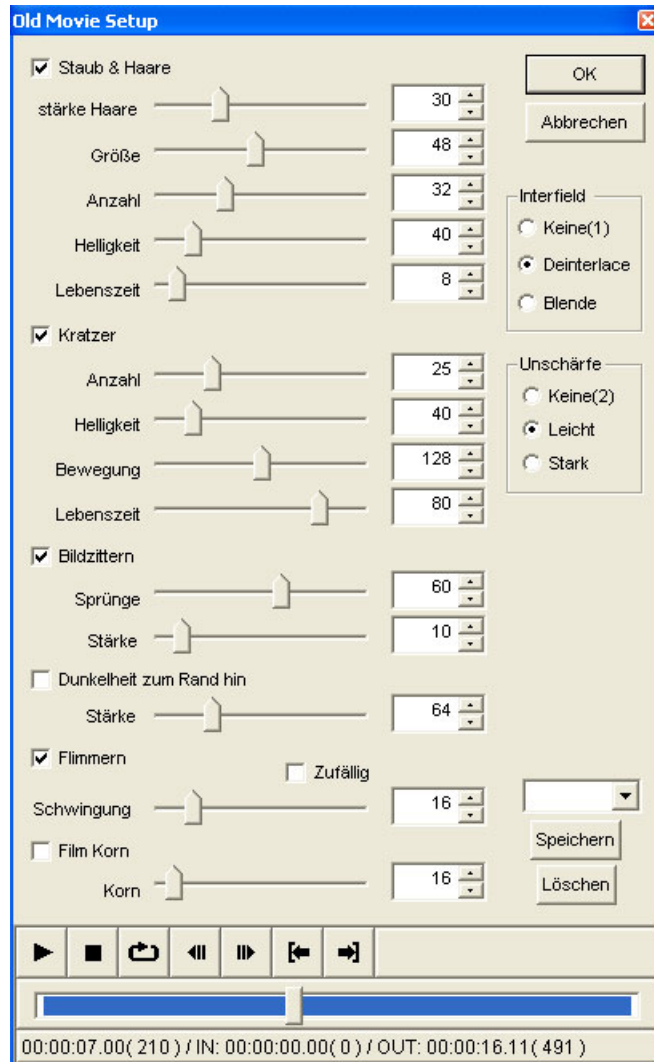 Old Movie Setup
Staub & Haare
stärke Haare 30
Größe 48
Anzahl 32
Helligkeit 40
Lebenszeit 8
Kratzer
Anzahl 25
Helligkeit 40
Bewegung 128
Lebenszeit 80
Bildzittern
Sprünge 60
Stärke 10
Dunkelheit zum Rand hin
Stärke 64
Flimmern
Zufällig
Schwingung 16
Film Korn
Korn 16
OK
Abbrechen
Interfield
Keine(1)
Deinterlace
Blende
Unschärfe
Keine(2)
Leicht
Stark
Speichern
Löschen
00:00:07.00( 210 ) / IN: 00:00:00.00( 0 ) / OUT: 00:00:16.11( 491 )